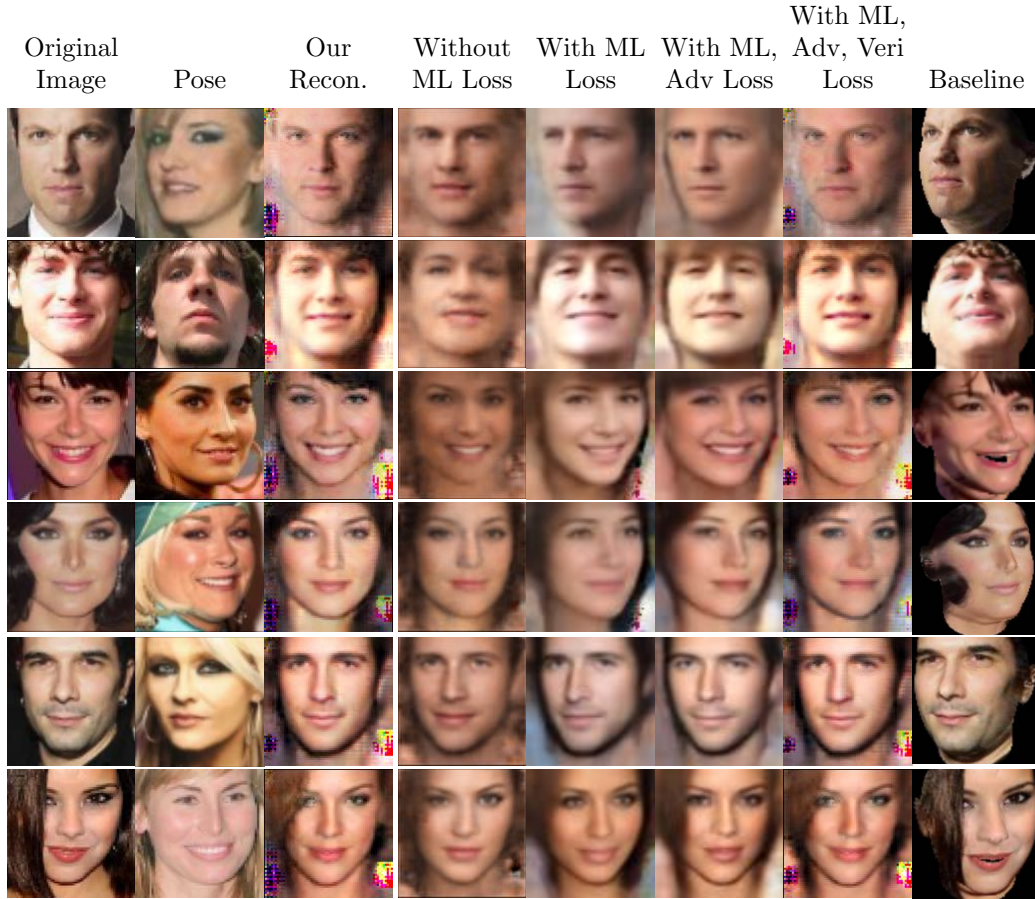 Original Image
Pose
Our Recon.
Without ML Loss
With ML Loss
With ML, Adv Loss
With ML, Adv, Veri Loss
Baseline